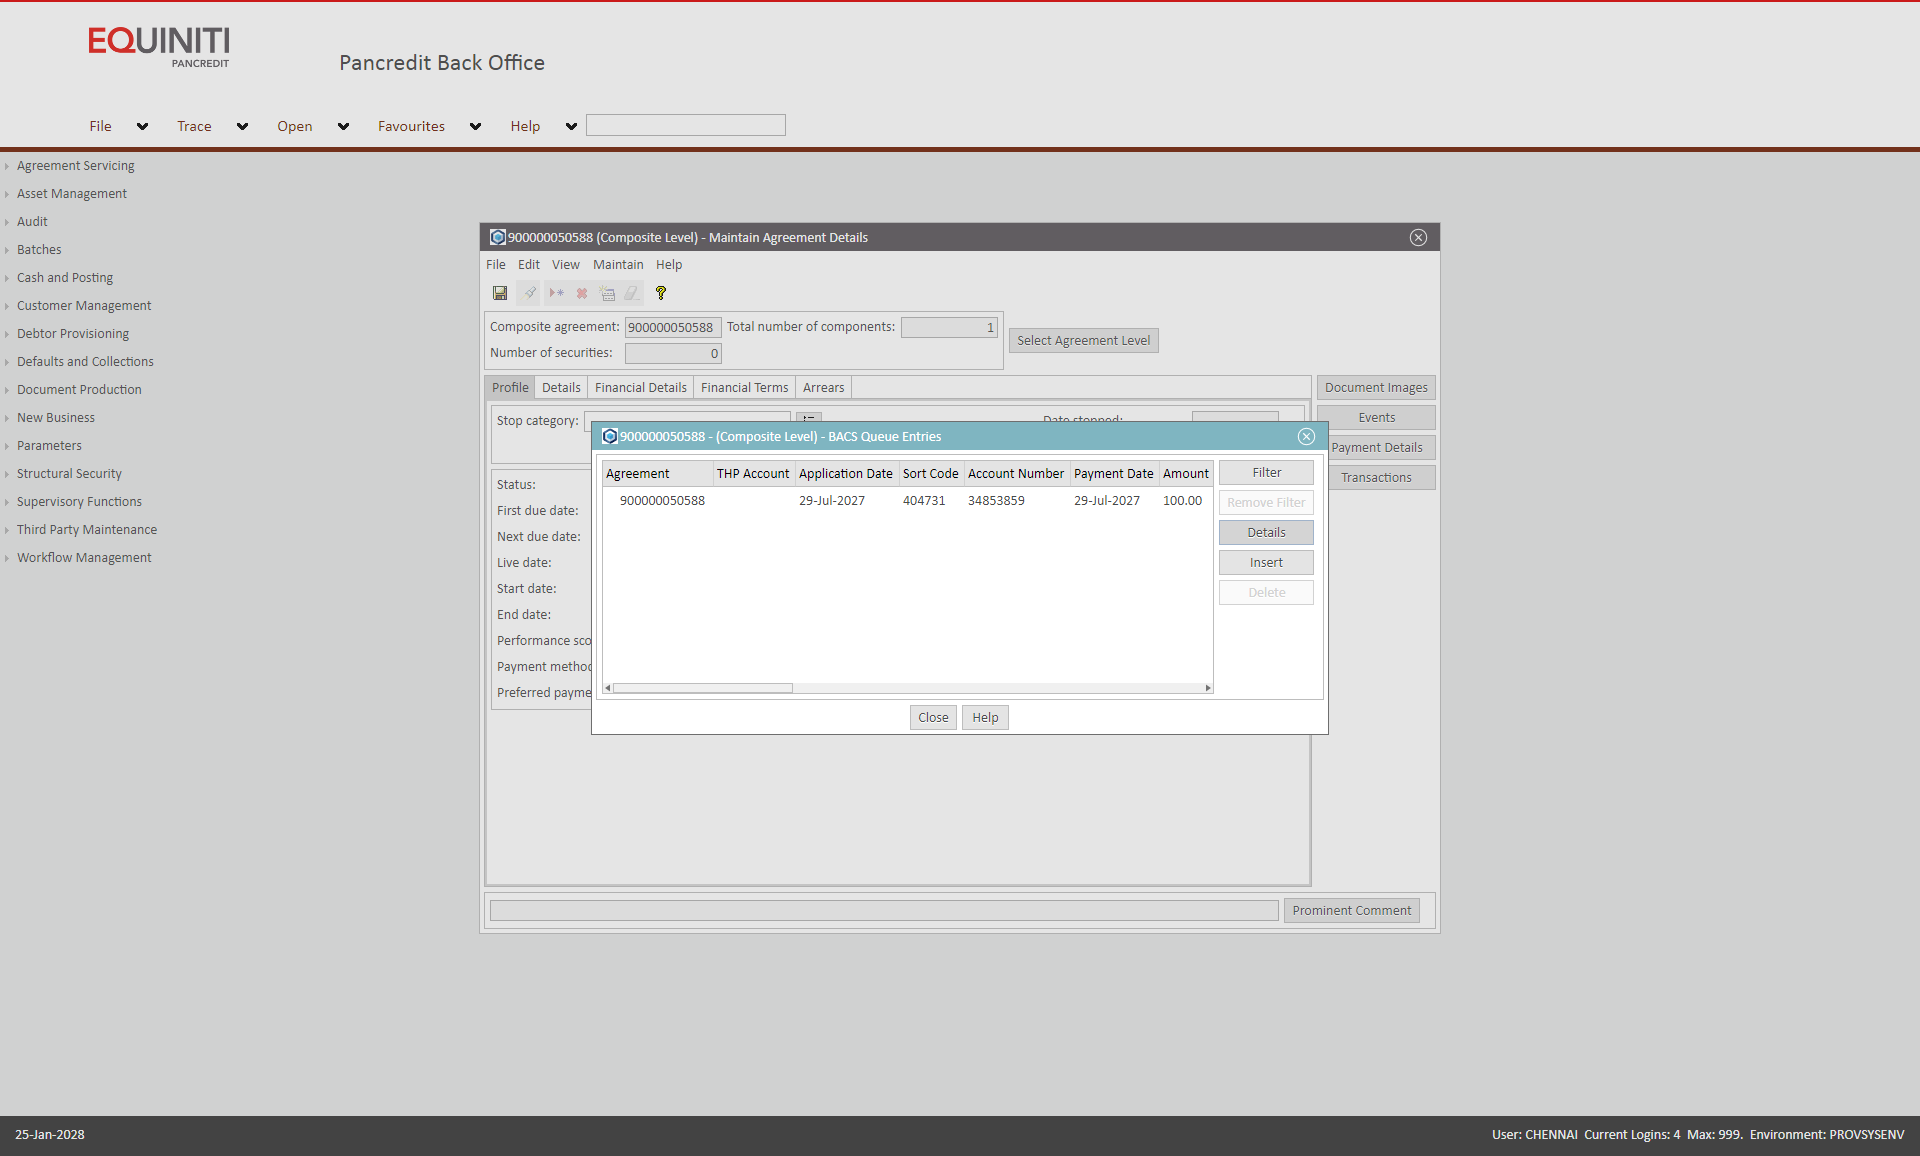 EQUINITI
PANCREDIT
Pancredit Back Office
File Trace Open Favourites Help
Agreement Servicing
Asset Management
Audit
Batches
Cash and Posting
Customer Management
Debtor Provisioning
Defaults and Collections
Document Production
New Business
Parameters
Structural Security
Supervisory Functions
Third Party Maintenance
Workflow Management
900000050588 (Composite Level) - Maintain Agreement Details
File Edit View Maintain Help
Composite agreement: 900000050588 Total number of components: 1
Number of securities: 0
Select Agreement Level
Profile Details Financial Details Financial Terms Arrears
Document Images
Events
Payment Details
Transactions
Stop category: Date stopped:
Status:
First due date:
Next due date:
Live date:
Start date:
End date:
Performance sco
Payment method
Preferred payme
900000050588 - (Composite Level) - BACS Queue Entries
Agreement THP Account Application Date Sort Code Account Number Payment Date Amount
900000050588 29-Jul-2027 404731 34853859 29-Jul-2027 100.00
Filter
Remove Filter
Details
Insert
Delete
Close Help
Prominent Comment
25-Jan-2028
User: CHENNAI Current Logins: 4 Max: 999. Environment: PROVSYSENV